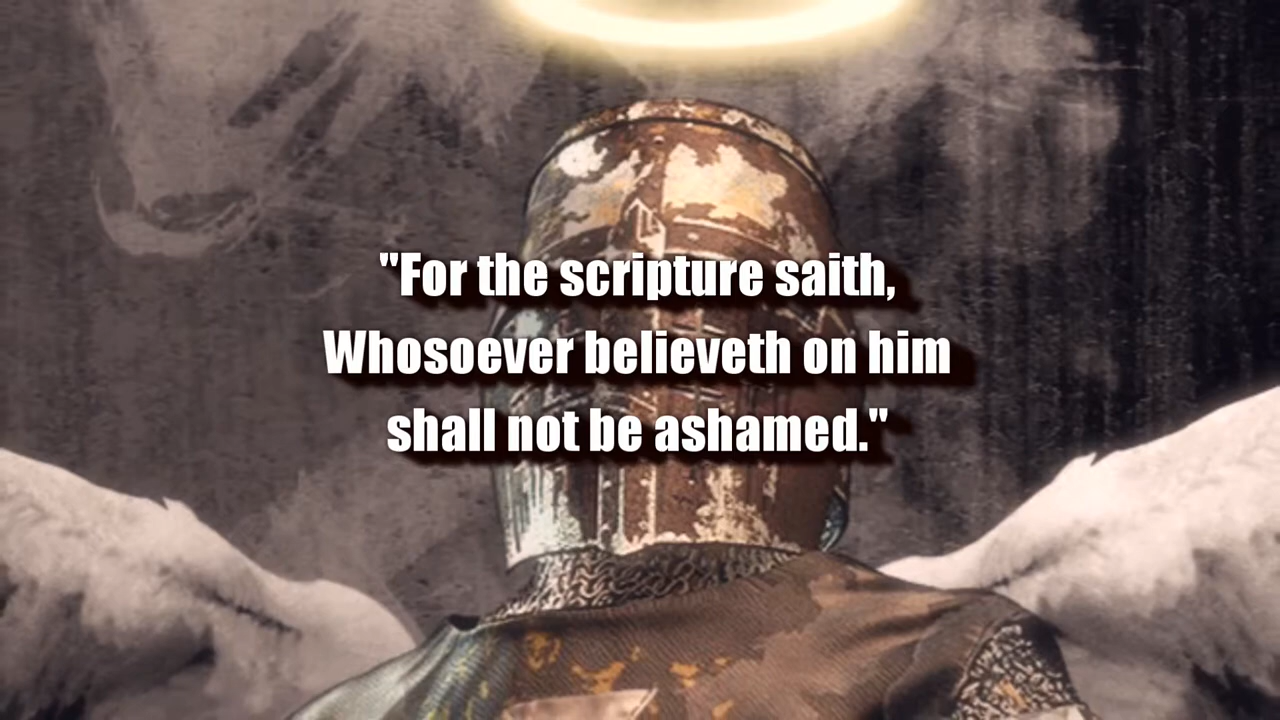 "For the scripture saith,
Whosoever believeth on him
shall not be ashamed."